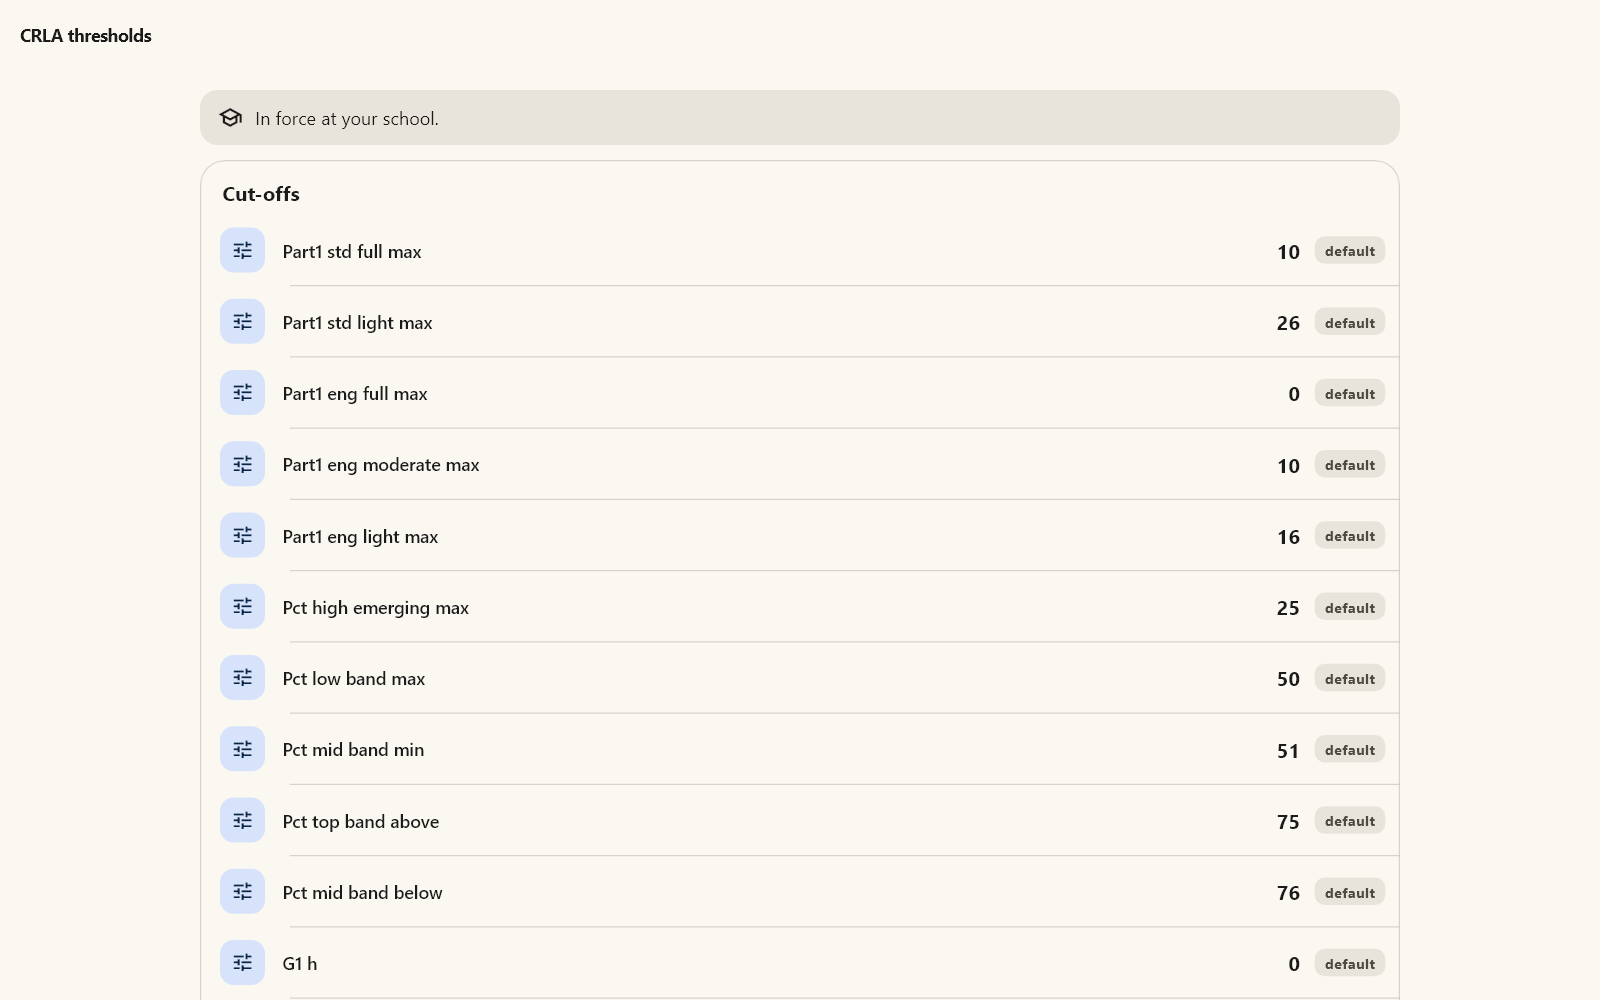 CRLA thresholds
In force at your school.
Cut-offs
Part1 std full max 10 default
Part1 std light max 26 default
Part1 eng full max 0 default
Part1 eng moderate max 10 default
Part1 eng light max 16 default
Pct high emerging max 25 default
Pct low band max 50 default
Pct mid band min 51 default
Pct top band above 75 default
Pct mid band below 76 default
G1 h 0 default